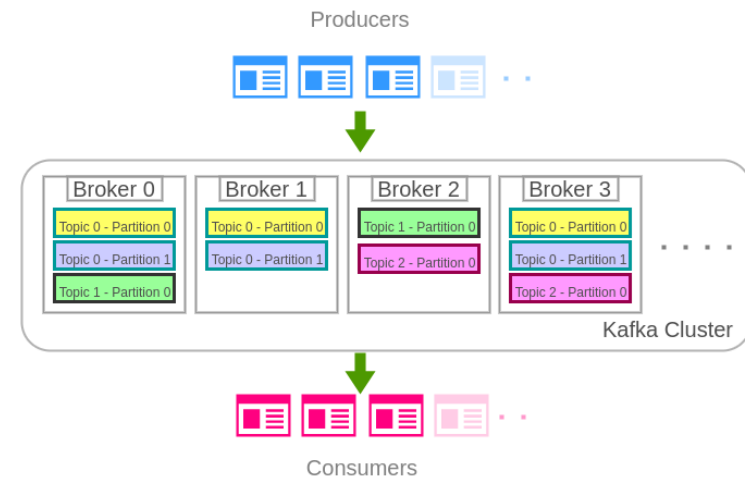 Producers
Broker 0
Broker 1
Broker 2
Broker 3
Topic 0 - Partition 0
Topic 0 - Partition 0
Topic 1 - Partition 0
Topic 0 - Partition 0
Topic 0 - Partition 1
Topic 0 - Partition 1
Topic 2 - Partition 0
Topic 0 - Partition 1
Topic 1 - Partition 0
Topic 2 - Partition 0
Kafka Cluster
Consumers